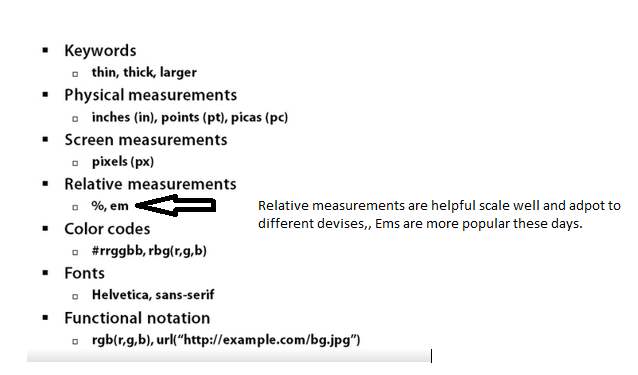 ▪ Keywords
▫ thin, thick, larger
▪ Physical measurements
▫ inches (in), points (pt), picas (pc)
▪ Screen measurements
▫ pixels (px)
▪ Relative measurements
▫ %, em
Relative measurements are helpful scale well and adpot to
different devises,, Ems are more popular these days.
▪ Color codes
▫ #rrggbb, rbg(r,g,b)
▪ Fonts
▫ Helvetica, sans-serif
▪ Functional notation
▫ rgb(r,g,b), url(“http://example.com/bg.jpg”)